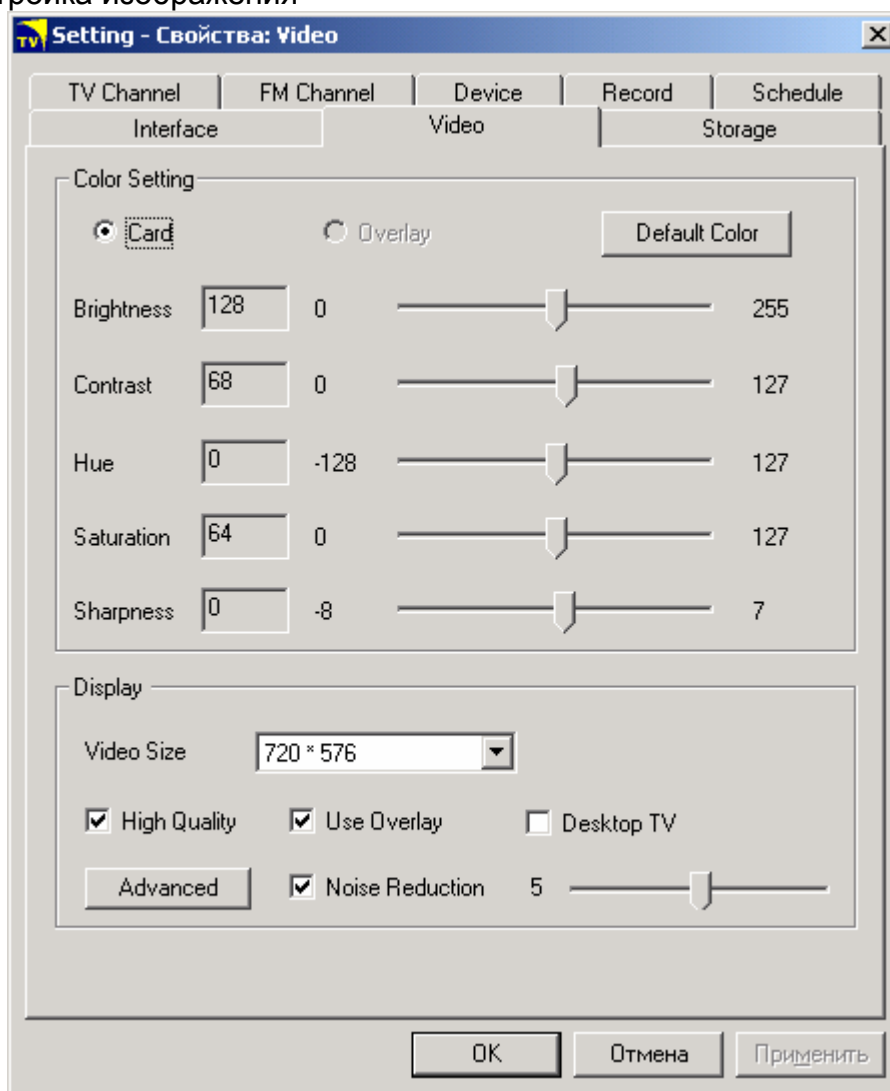 тройка изображения
TV Setting - Свойства: Video
TV Channel FM Channel Device Record Schedule
Interface Video Storage
Color Setting
Card Overlay Default Color
Brightness 128 0 255
Contrast 68 0 127
Hue 0 -128 127
Saturation 64 0 127
Sharpness 0 -8 7
Display
Video Size 720 * 576
High Quality Use Overlay Desktop TV
Advanced Noise Reduction 5
OK Отмена Применить